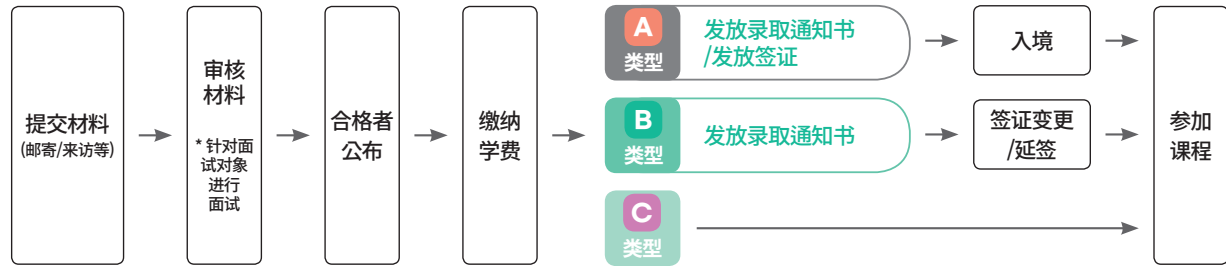 提交材料
(邮寄/来访等)
审核
材料
* 针对面
试对象
进行
面试
合格者
公布
缴纳
学费
A
类型
发放录取通知书
/发放签证
入境
B
类型
发放录取通知书
签证变更
/延签
C
类型
参加
课程